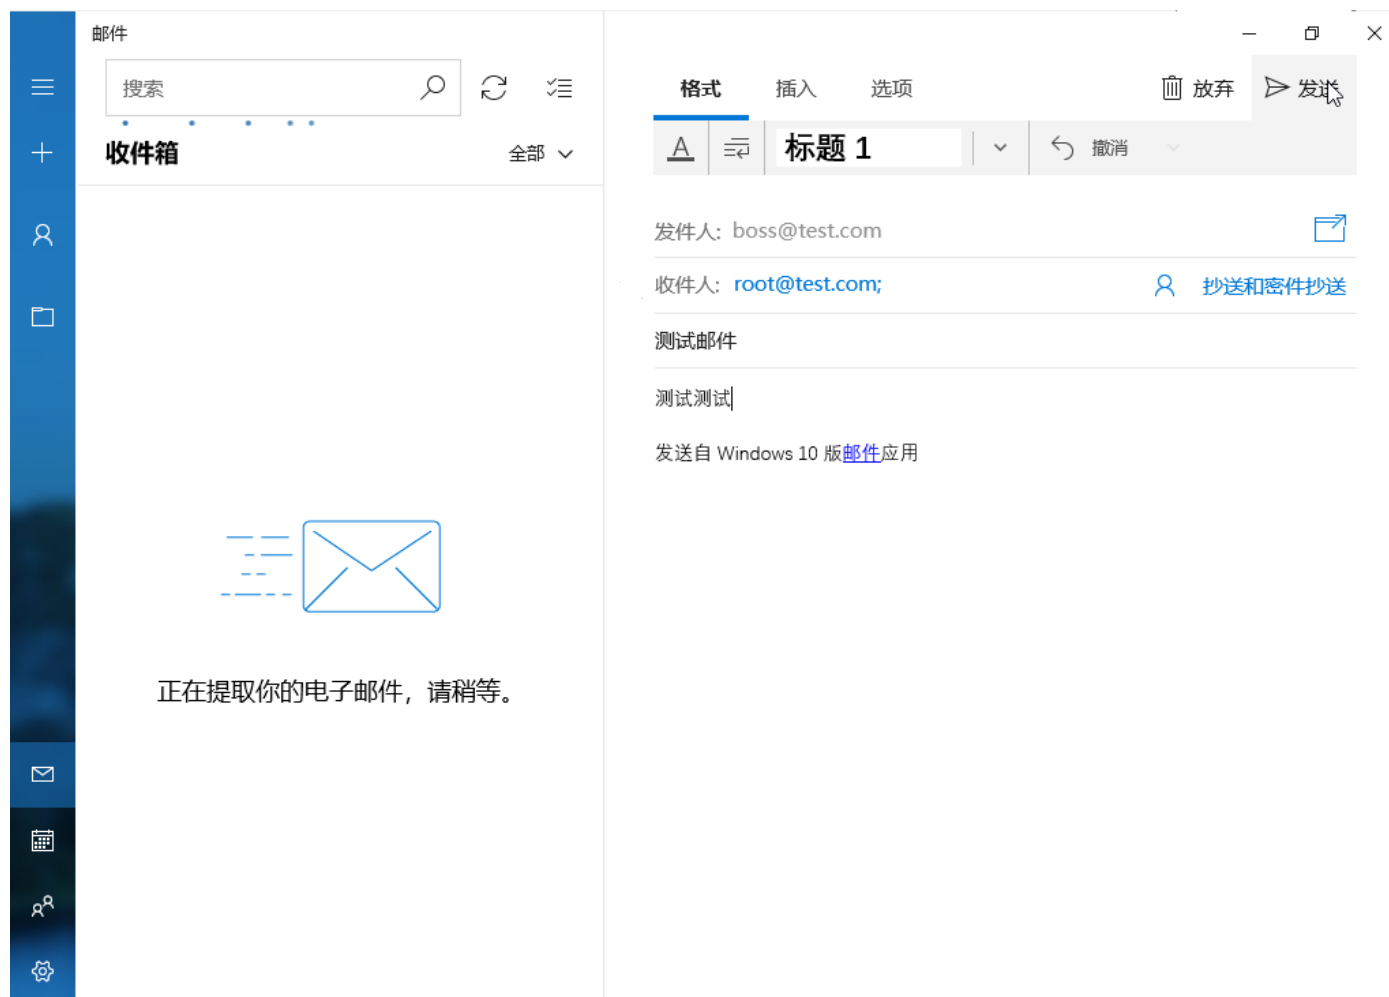 邮件
搜索
收件箱
全部
正在提取你的电子邮件，请稍等。
格式 插入 选项 放弃 发送
标题 1 撤消
发件人: boss@test.com
收件人: root@test.com; 抄送和密件抄送
测试邮件
测试测试
发送自 Windows 10 版邮件应用